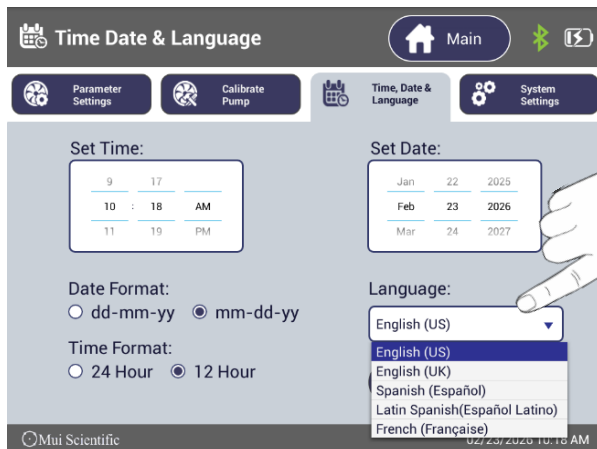 Time Date & Language
Main
Parameter
Settings
Calibrate
Pump
Time, Date &
Language
System
Settings
Set Time:
9 17
10 : 18 AM
11 19 PM
Set Date:
Jan 22 2025
Feb 23 2026
Mar 24 2027
Date Format:
dd-mm-yy mm-dd-yy
Time Format:
24 Hour 12 Hour
Language:
English (US)
English (US)
English (UK)
Spanish (Español)
Latin Spanish(Español Latino)
French (Française)
Mui Scientific
02/23/2026 10:18 AM